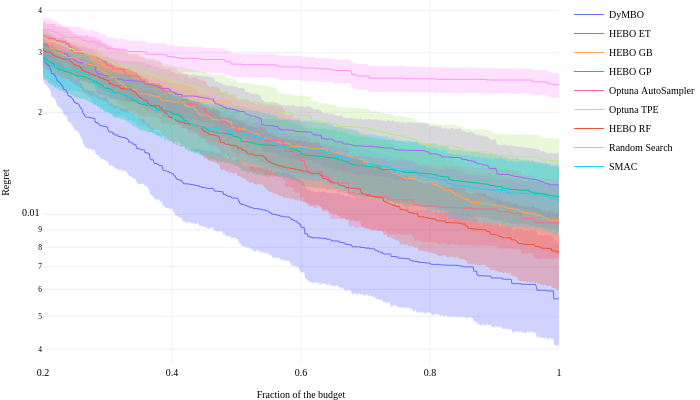 4
3
2
0.01
9
8
7
6
5
4
Regret
0.2
0.4
0.6
0.8
1
Fraction of the budget
DyMBO
HEBO ET
HEBO GB
HEBO GP
Optuna AutoSampler
Optuna TPE
HEBO RF
Random Search
SMAC